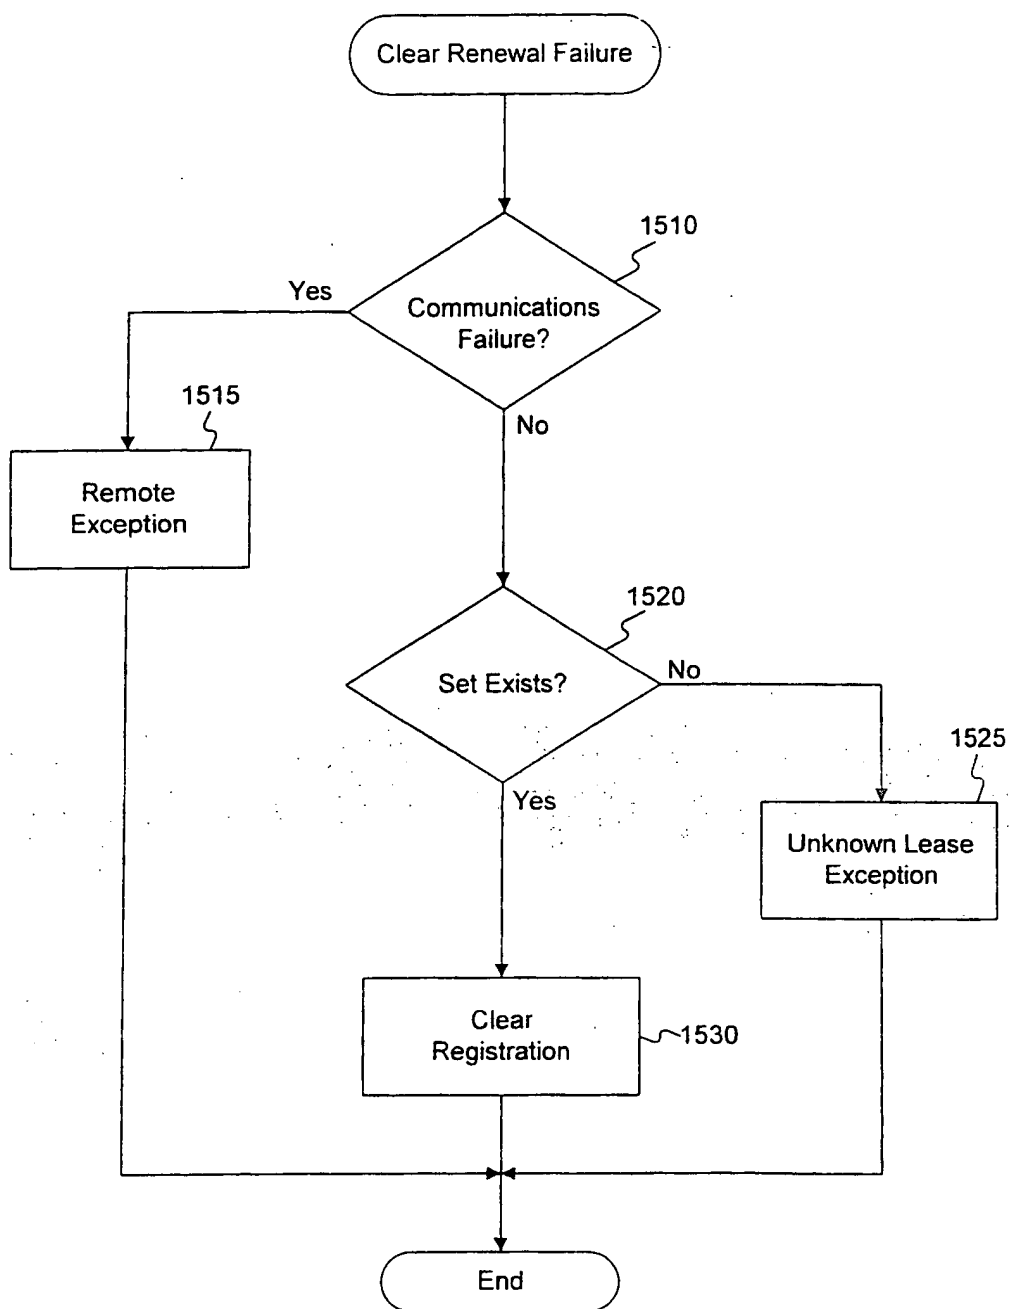 Clear Renewal Failure
1510
Yes
Communications
Failure?
1515
No
Remote
Exception
1520
No
Set Exists?
1525
Yes
Unknown Lease
Exception
Clear
Registration
1530
End